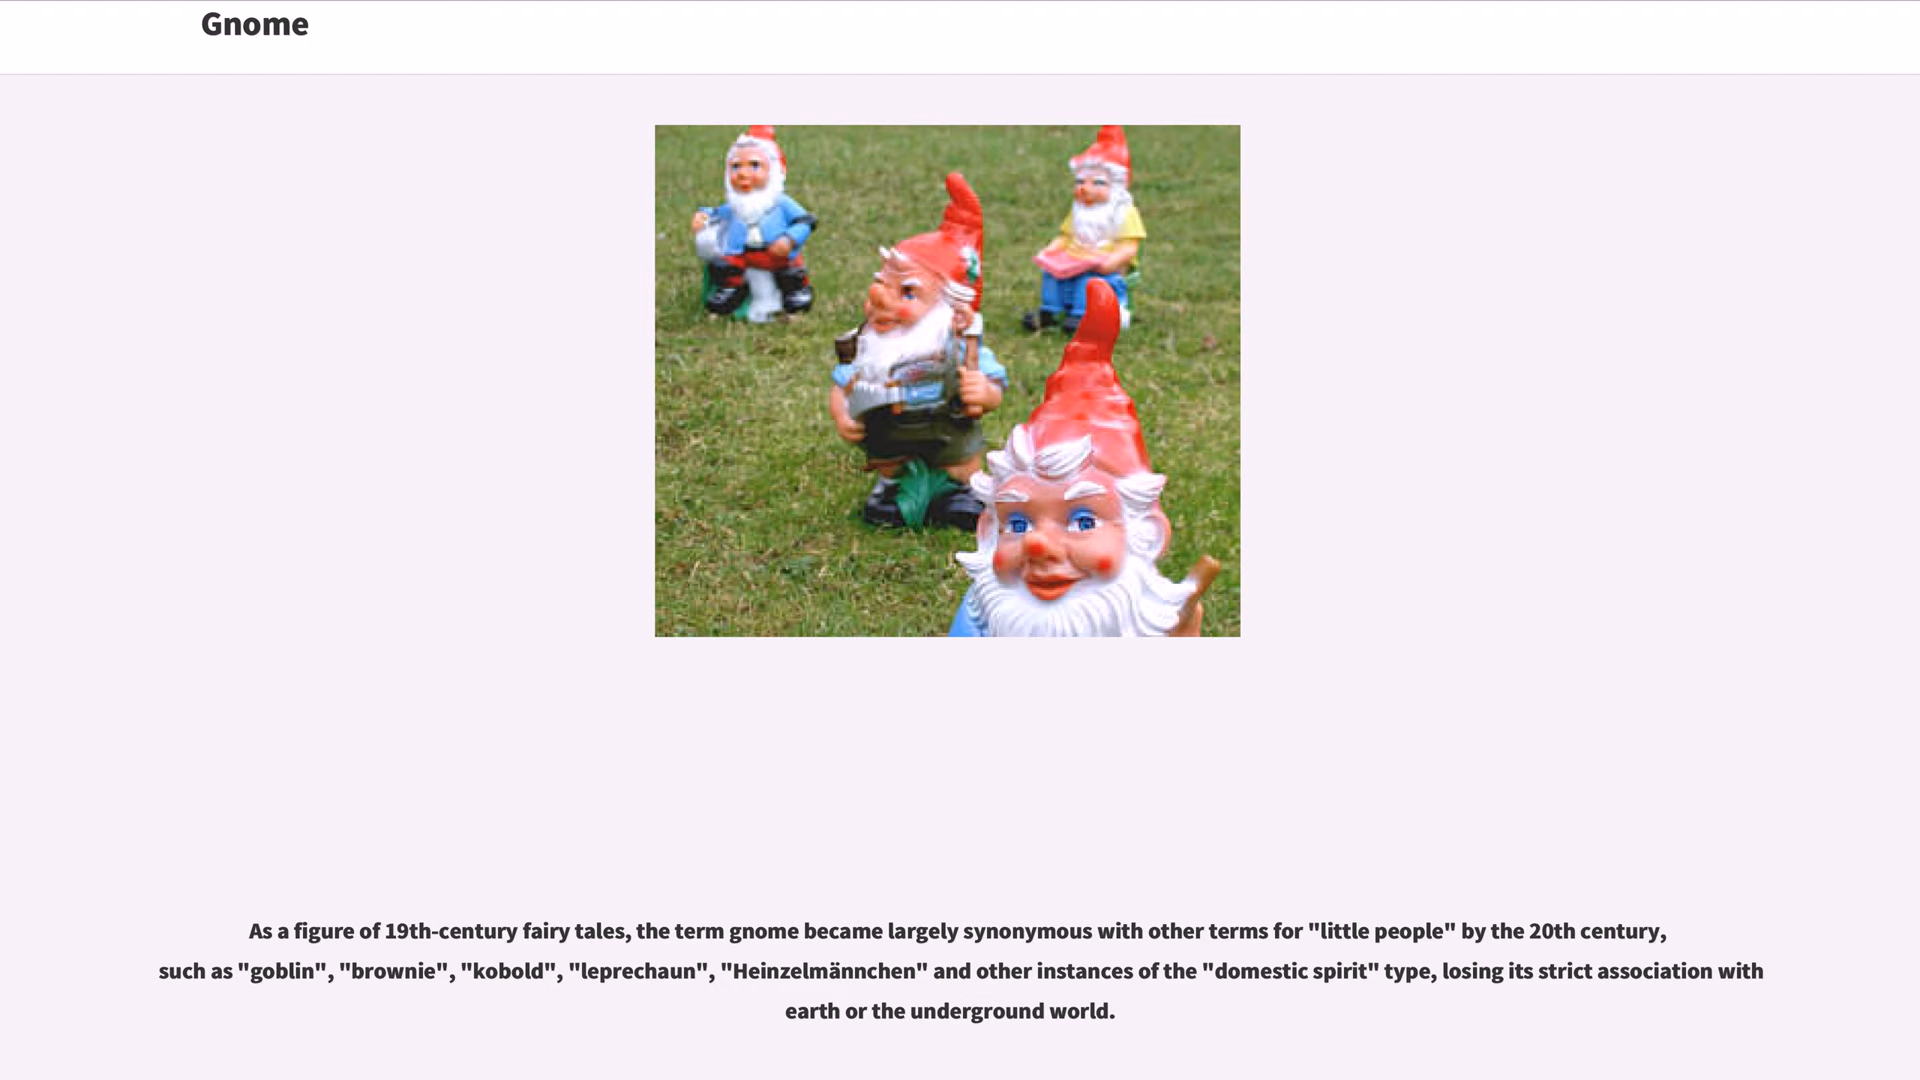 Gnome
As a figure of 19th-century fairy tales, the term gnome became largely synonymous with other terms for "little people" by the 20th century,
such as "goblin", "brownie", "kobold", "leprechaun", "Heinzelmännchen" and other instances of the "domestic spirit" type, losing its strict association with
earth or the underground world.